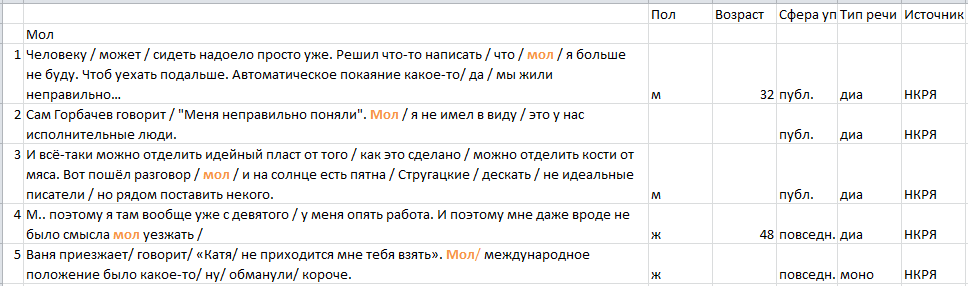 Пол Возраст Сфера уп Тип речи Источник
Мол
1 Человеку / может / сидеть надоело просто уже. Решил что-то написать / что / мол / я больше
не буду. Чтоб уехать подальше. Автоматическое покаяние какое-то/ да / мы жили
неправильно… м 32 публ. диа НКРЯ
2 Сам Горбачев говорит / "Меня неправильно поняли". Мол / я не имел в виду / это у нас
исполнительные люди. публ. диа НКРЯ
3 И всё-таки можно отделить идейный пласт от того / как это сделано / можно отделить кости от
мяса. Вот пошёл разговор / мол / и на солнце есть пятна / Стругацкие / дескать / не идеальные
писатели / но рядом поставить некого. м публ. диа НКРЯ
4 М.. поэтому я там вообще уже с девятого / у меня опять работа. И поэтому мне даже вроде не
было смысла мол уезжать / ж 48 повседн. диа НКРЯ
5 Ваня приезжает/ говорит/ «Катя/ не приходится мне тебя взять». Мол/ международное
положение было какое-то/ ну/ обманули/ короче. ж повседн. моно НКРЯ